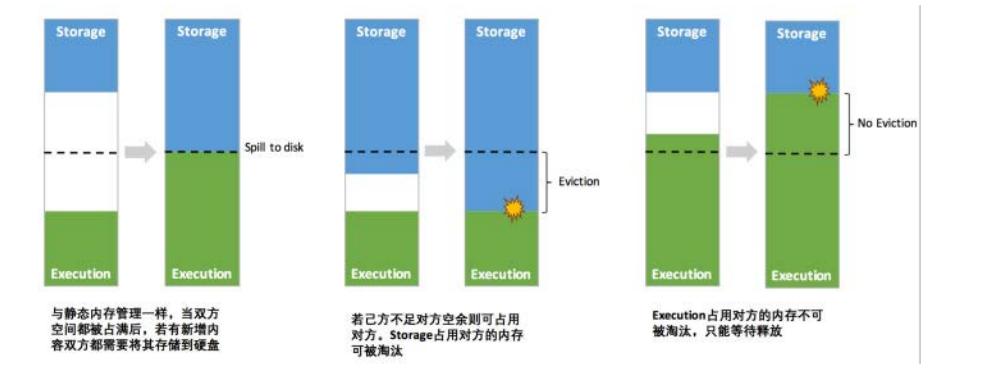 Storage
Storage
Spill to disk
Execution
Execution
与静态内存管理一样，当双方
空间都被占满后，若有新增内
容双方都需要将其存储到硬盘
Storage
Storage
Eviction
Execution
Execution
若己方不足对方空余则可占用
对方。Storage占用对方的内存
可被淘汰
Storage
Storage
No Eviction
Execution
Execution
Execution占用对方的内存不可
被淘汰，只能等待释放